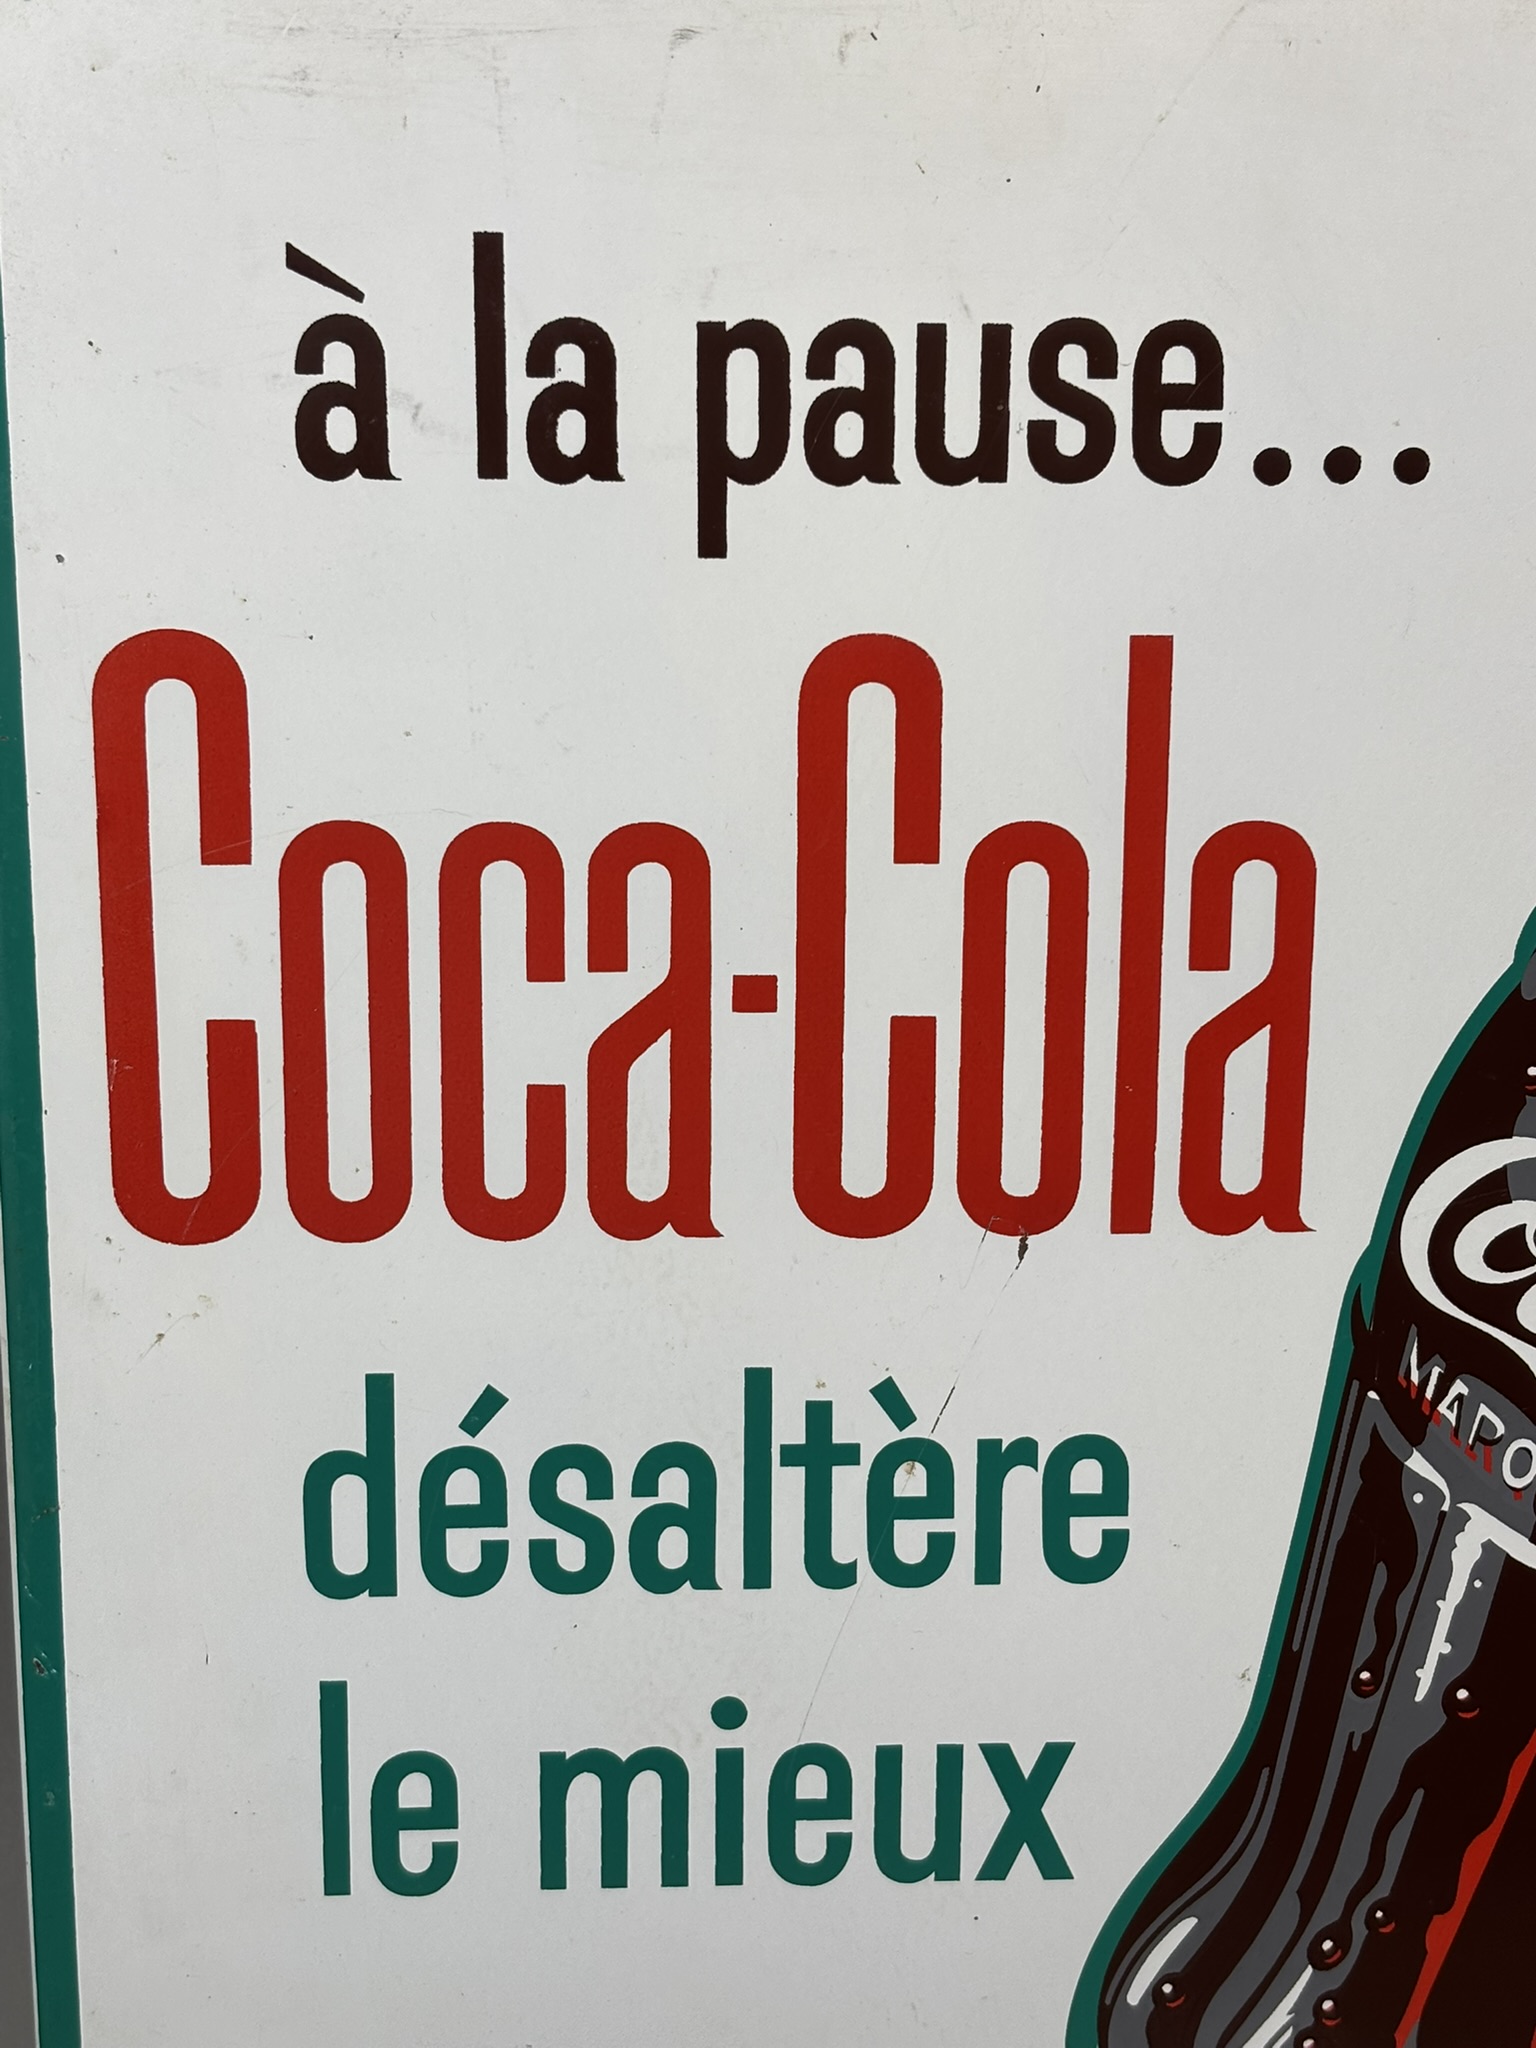 à la pause...
Coca-Cola
désaltère
le mieux